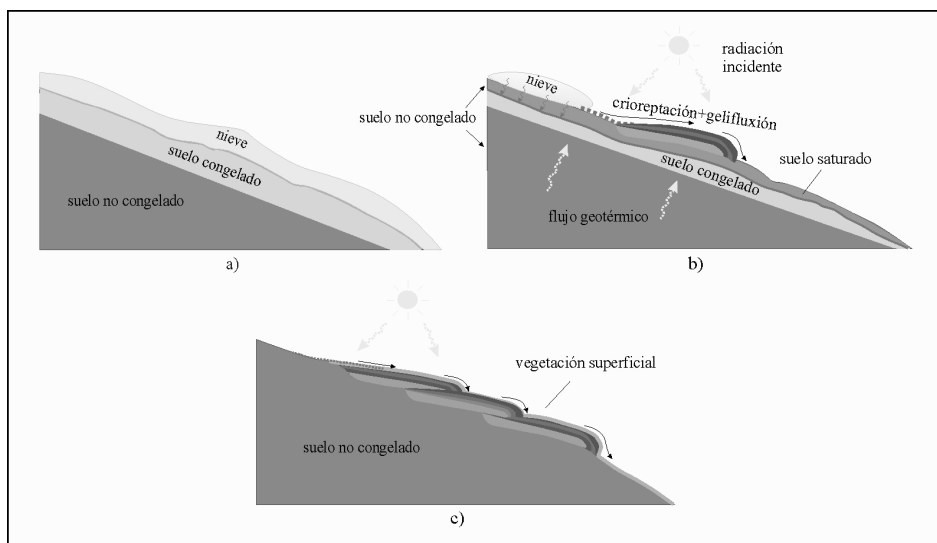 nieve
suelo congelado
suelo no congelado
a)
radiación
incidente
nieve
crioreptación+gelifluxión
suelo no congelado
suelo saturado
suelo congelado
flujo geotérmico
b)
vegetación superficial
suelo no congelado
c)